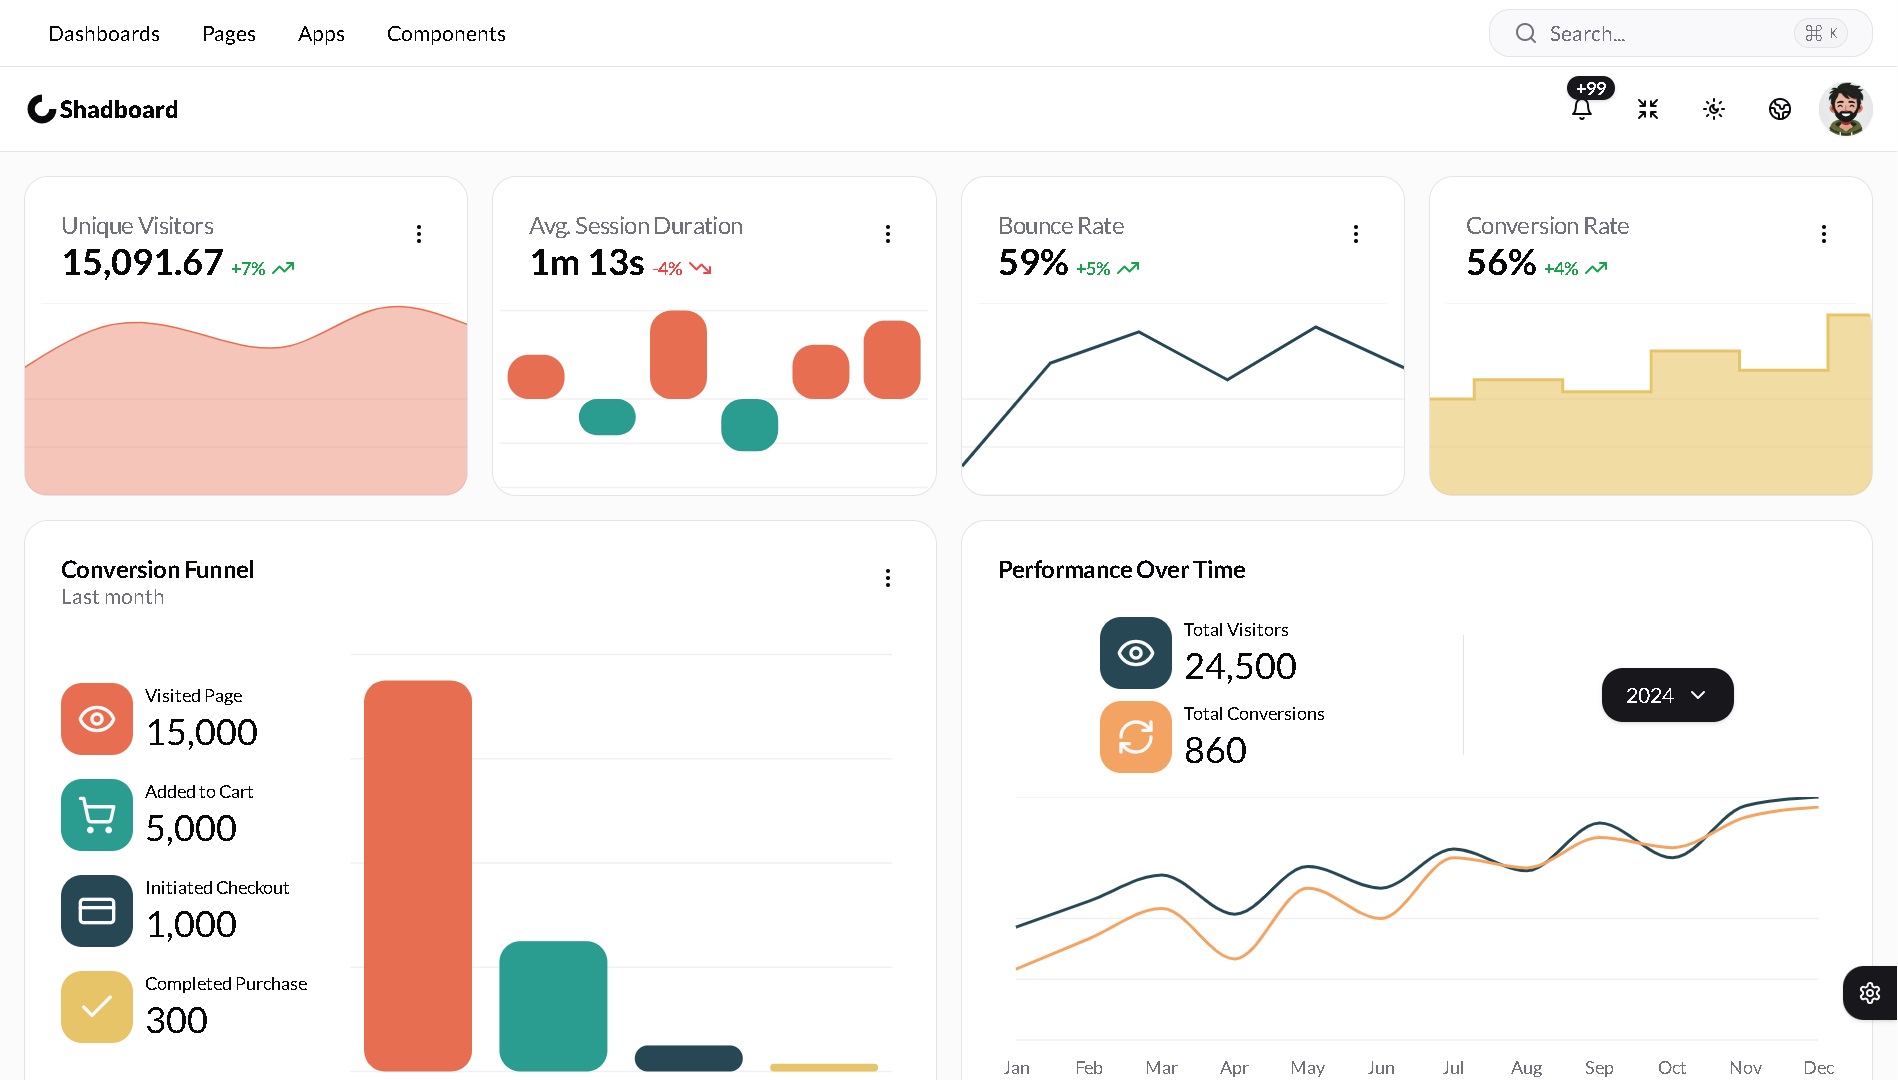 Dashboards Pages Apps Components Search... ⌘ K
Shadboard +99
Unique Visitors
15,091.67 +7%
Avg. Session Duration
1m 13s -4%
Bounce Rate
59% +5%
Conversion Rate
56% +4%
Conversion Funnel
Last month
Visited Page
15,000
Added to Cart
5,000
Initiated Checkout
1,000
Completed Purchase
300
Performance Over Time
Total Visitors
24,500
Total Conversions
860
2024
Jan Feb Mar Apr May Jun Jul Aug Sep Oct Nov Dec